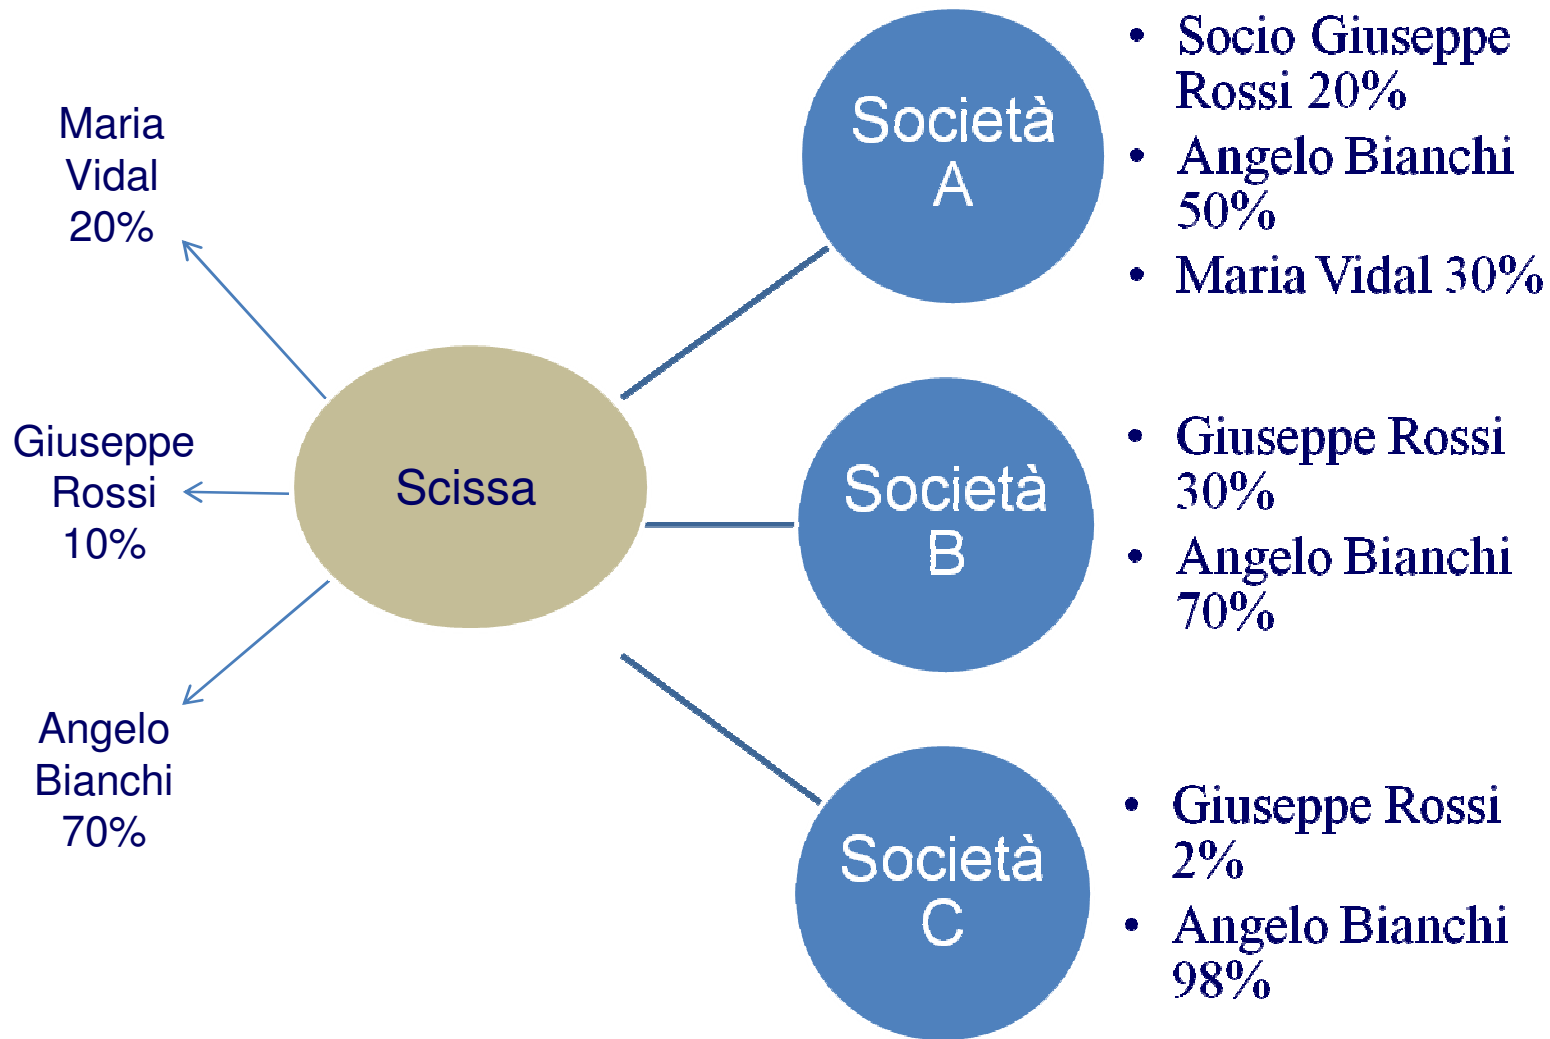 Maria
Vidal
20%
Giuseppe
Rossi
10%
Angelo
Bianchi
70%
Scissa
Società
A
• Socio Giuseppe
Rossi 20%
• Angelo Bianchi
50%
• Maria Vidal 30%
Società
B
• Giuseppe Rossi
30%
• Angelo Bianchi
70%
Società
C
• Giuseppe Rossi
2%
• Angelo Bianchi
98%